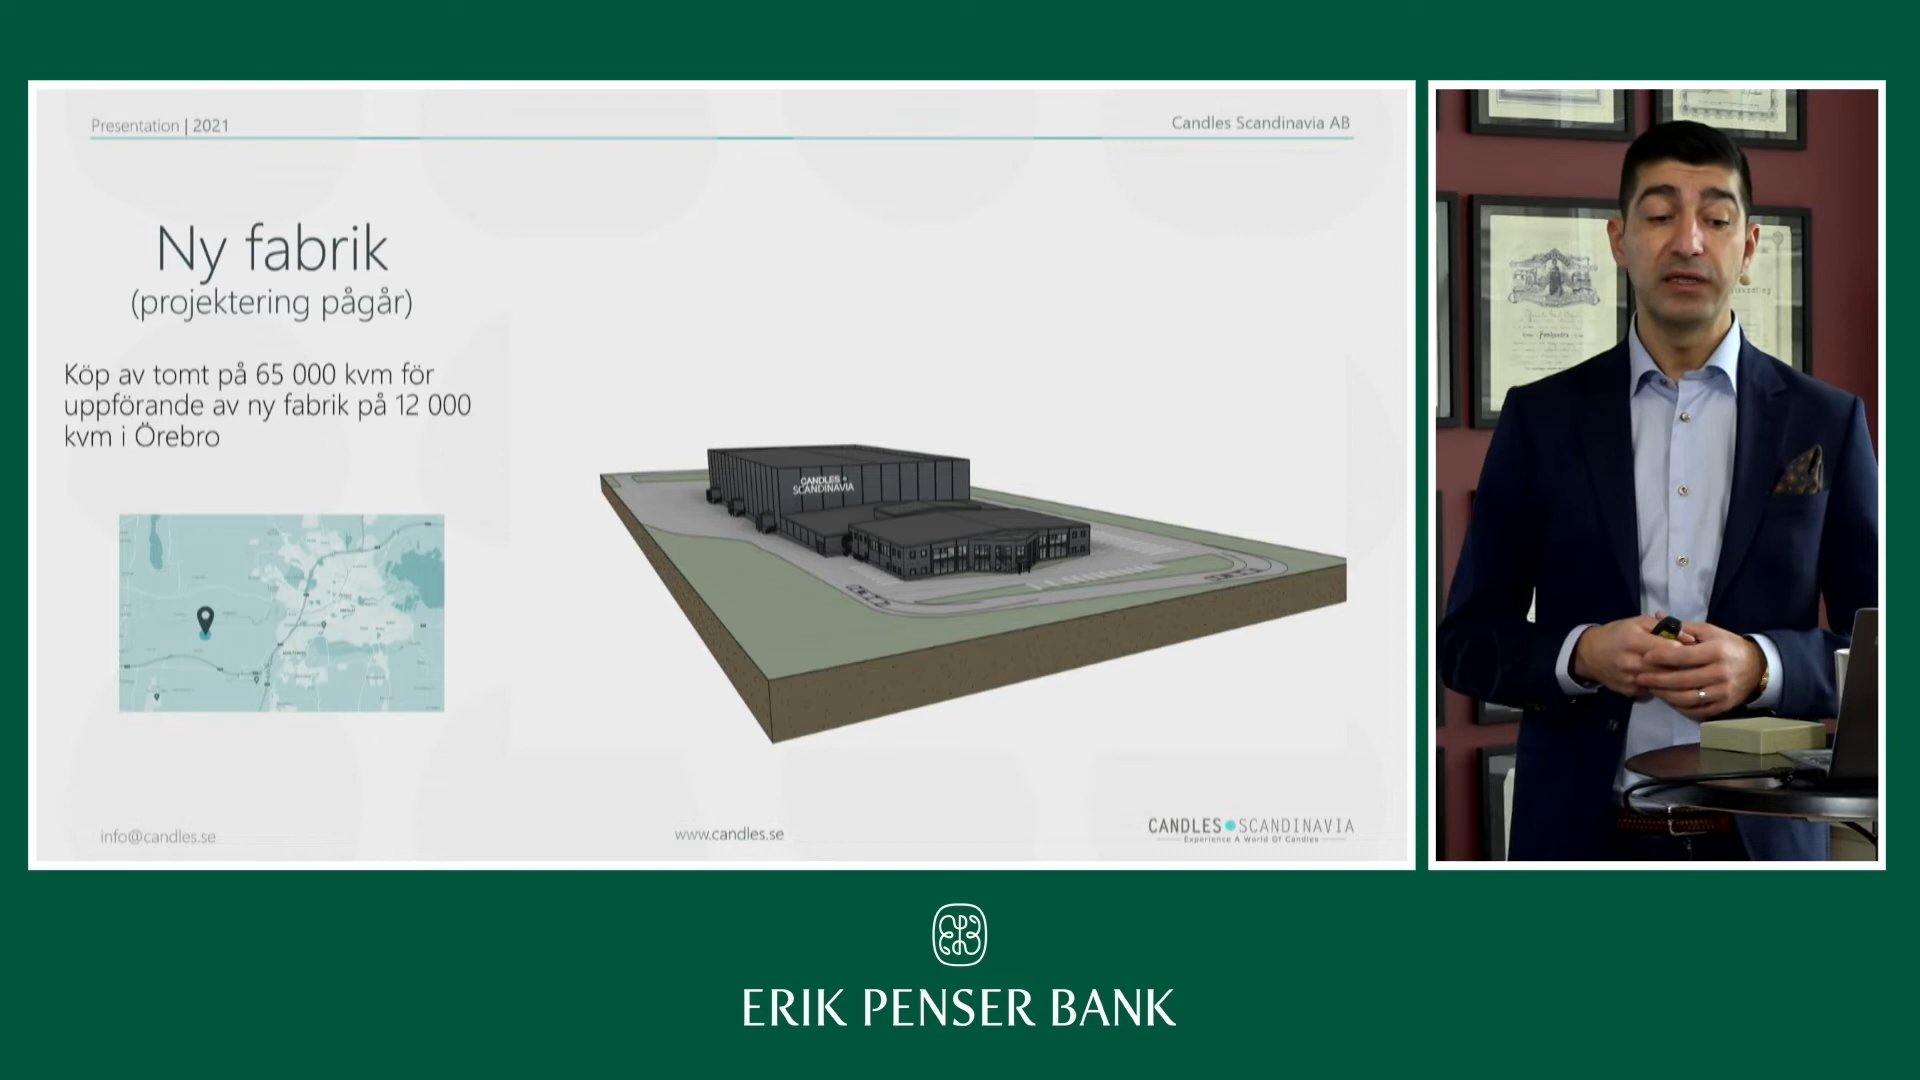 Presentation | 2021
Candles Scandinavia AB
Ny fabrik
(projektering pågår)
Köp av tomt på 65 000 kvm för
uppförande av ny fabrik på 12 000
kvm i Örebro
CANDLES
SCANDINAVIA
info@candles.se
www.candles.se
CANDLES SCANDINAVIA
Experience A World Of Candles
ERIK PENSER BANK